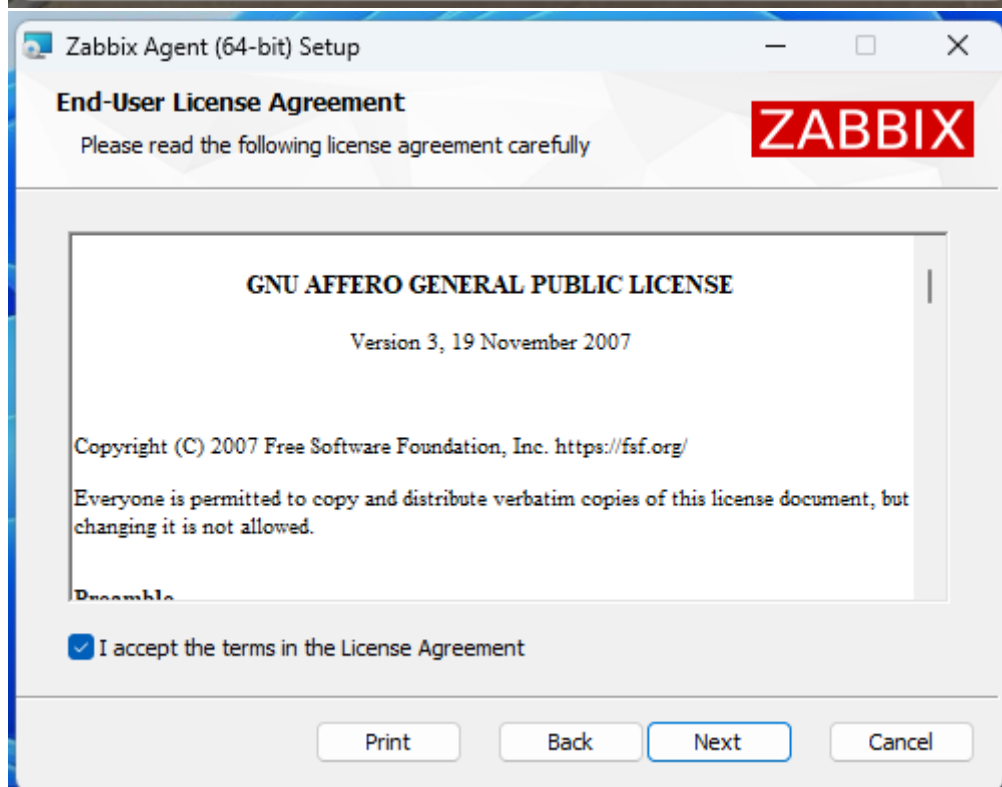 Zabbix Agent (64-bit) Setup
End-User License Agreement
Please read the following license agreement carefully
ZABBIX
GNU AFFERO GENERAL PUBLIC LICENSE
Version 3, 19 November 2007
Copyright (C) 2007 Free Software Foundation, Inc. https://fsf.org/
Everyone is permitted to copy and distribute verbatim copies of this license document, but
changing it is not allowed.
Preamble
I accept the terms in the License Agreement
Print Back Next Cancel